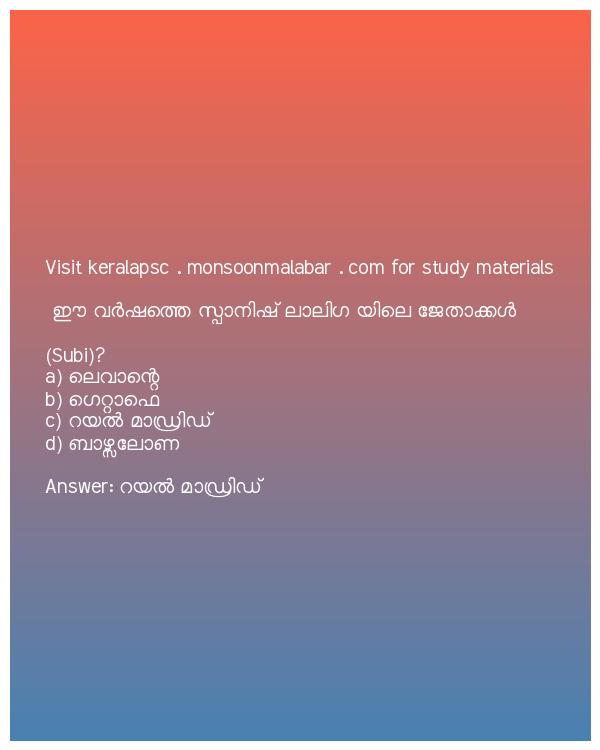 Visit keralapsc . monsoonmalabar . com for study materials
ഈ വർഷത്തെ സ്പാനിഷ് ലാലിഗ യിലെ ജേതാക്കൾ
(Subi)?
a) ലെവാന്റെ
b) ഗെറ്റാഫെ
c) റയൽ മാഡ്രിഡ്
d) ബാഴ്സലോണ
Answer: റയൽ മാഡ്രിഡ്